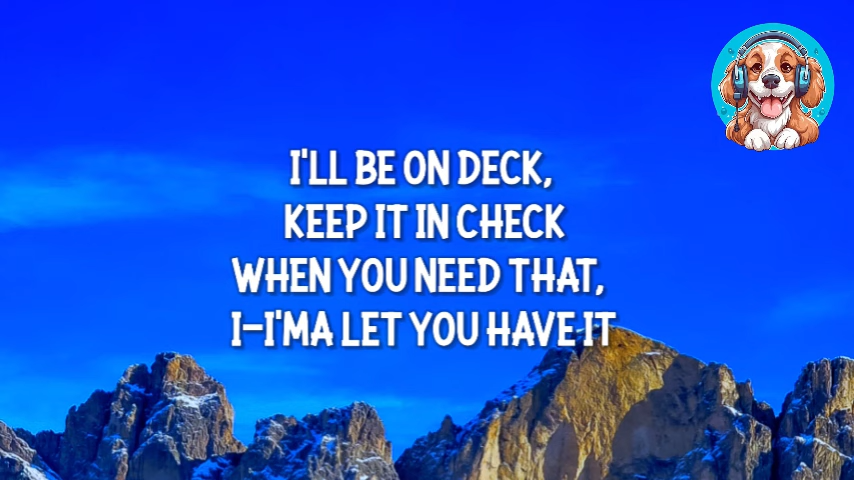 I'LL BE ON DECK,
KEEP IT IN CHECK
WHEN YOU NEED THAT,
I-I'MA LET YOU HAVE IT